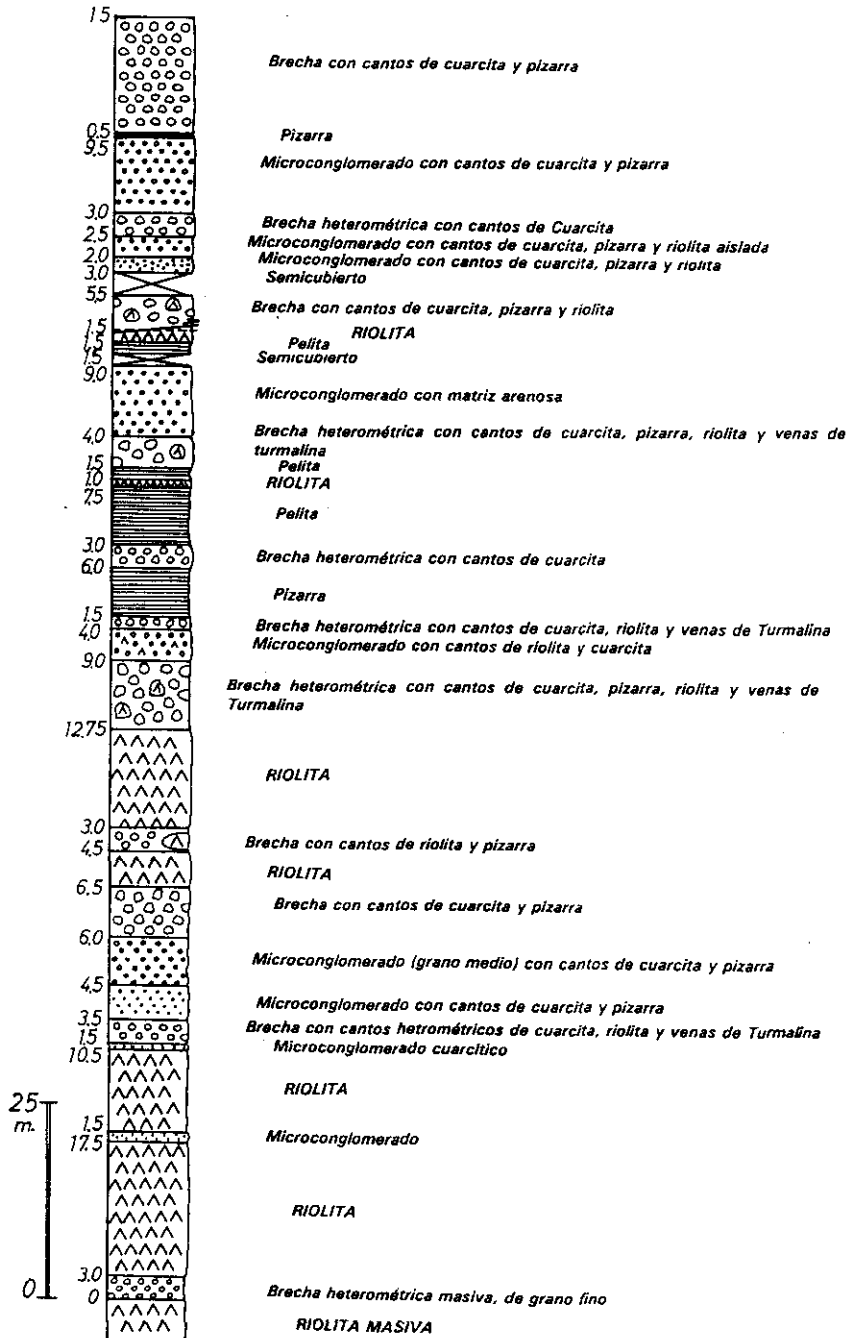 15
Brecha con cantos de cuarcita y pizarra
0.5
Pizarra
9.5
Microconglomerado con cantos de cuarcita y pizarra
3.0
Brecha heterométrica con cantos de Cuarcita
2.5
Microconglomerado con cantos de cuarcita, pizarra y riolita aislada
2.0
Microconglomerado con cantos de cuarcita, pizarra y riolita
3.0
Semicubierto
5,5
Brecha con cantos de cuarcita, pizarra y riolita
1.5
RIOLITA
1.5
Pelita
1.5
Semicubierto
9.0
Microconglomerado con matriz arenosa
4,0
Brecha heterométrica con cantos de cuarcita, pizarra, riolita y venas de
turmalina
1.5
Pelita
1.0
RIOLITA
7.5
Pelita
3.0
Brecha heterométrica con cantos de cuarcita
6.0
Pizarra
1.5
Brecha heterométrica con cantos de cuarcita, riolita y venas de Turmalina
4,0
Microconglomerado con cantos de riolita y cuarcita
9.0
Brecha heterométrica con cantos de cuarcita, pizarra, riolita y venas de
Turmalina
12.75
RIOLITA
3.0
Brecha con cantos de riolita y pizarra
4,5
RIOLITA
6,5
Brecha con cantos de cuarcita y pizarra
6.0
Microconglomerado (grano medio) con cantos de cuarcita y pizarra
4,5
Microconglomerado con cantos de cuarcita y pizarra
3,5
Brecha con cantos hetrométricos de cuarcita, riolita y venas de Turmalina
1.5
Microconglomerado cuarcítico
10.5
RIOLITA
25
m.
1.5
Microconglomerado
17.5
RIOLITA
3.0
0
0
Brecha heterométrica masiva, de grano fino
RIOLITA MASIVA